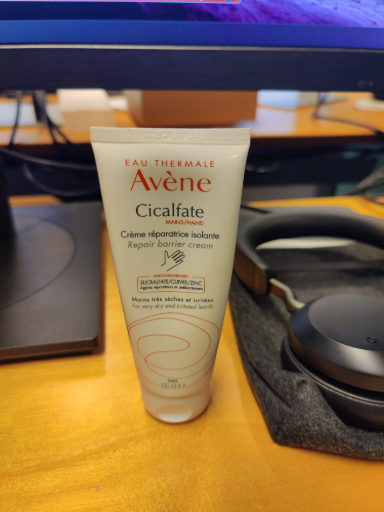 EAU THERMALE
Avène
Cicalfate
MAINS/HAND
Crème réparatrice isolante
Repair barrier cream
SUCRALFATE/CUIVRE/ZINC
Mains très sèches et irritées
For very dry and irritated hands